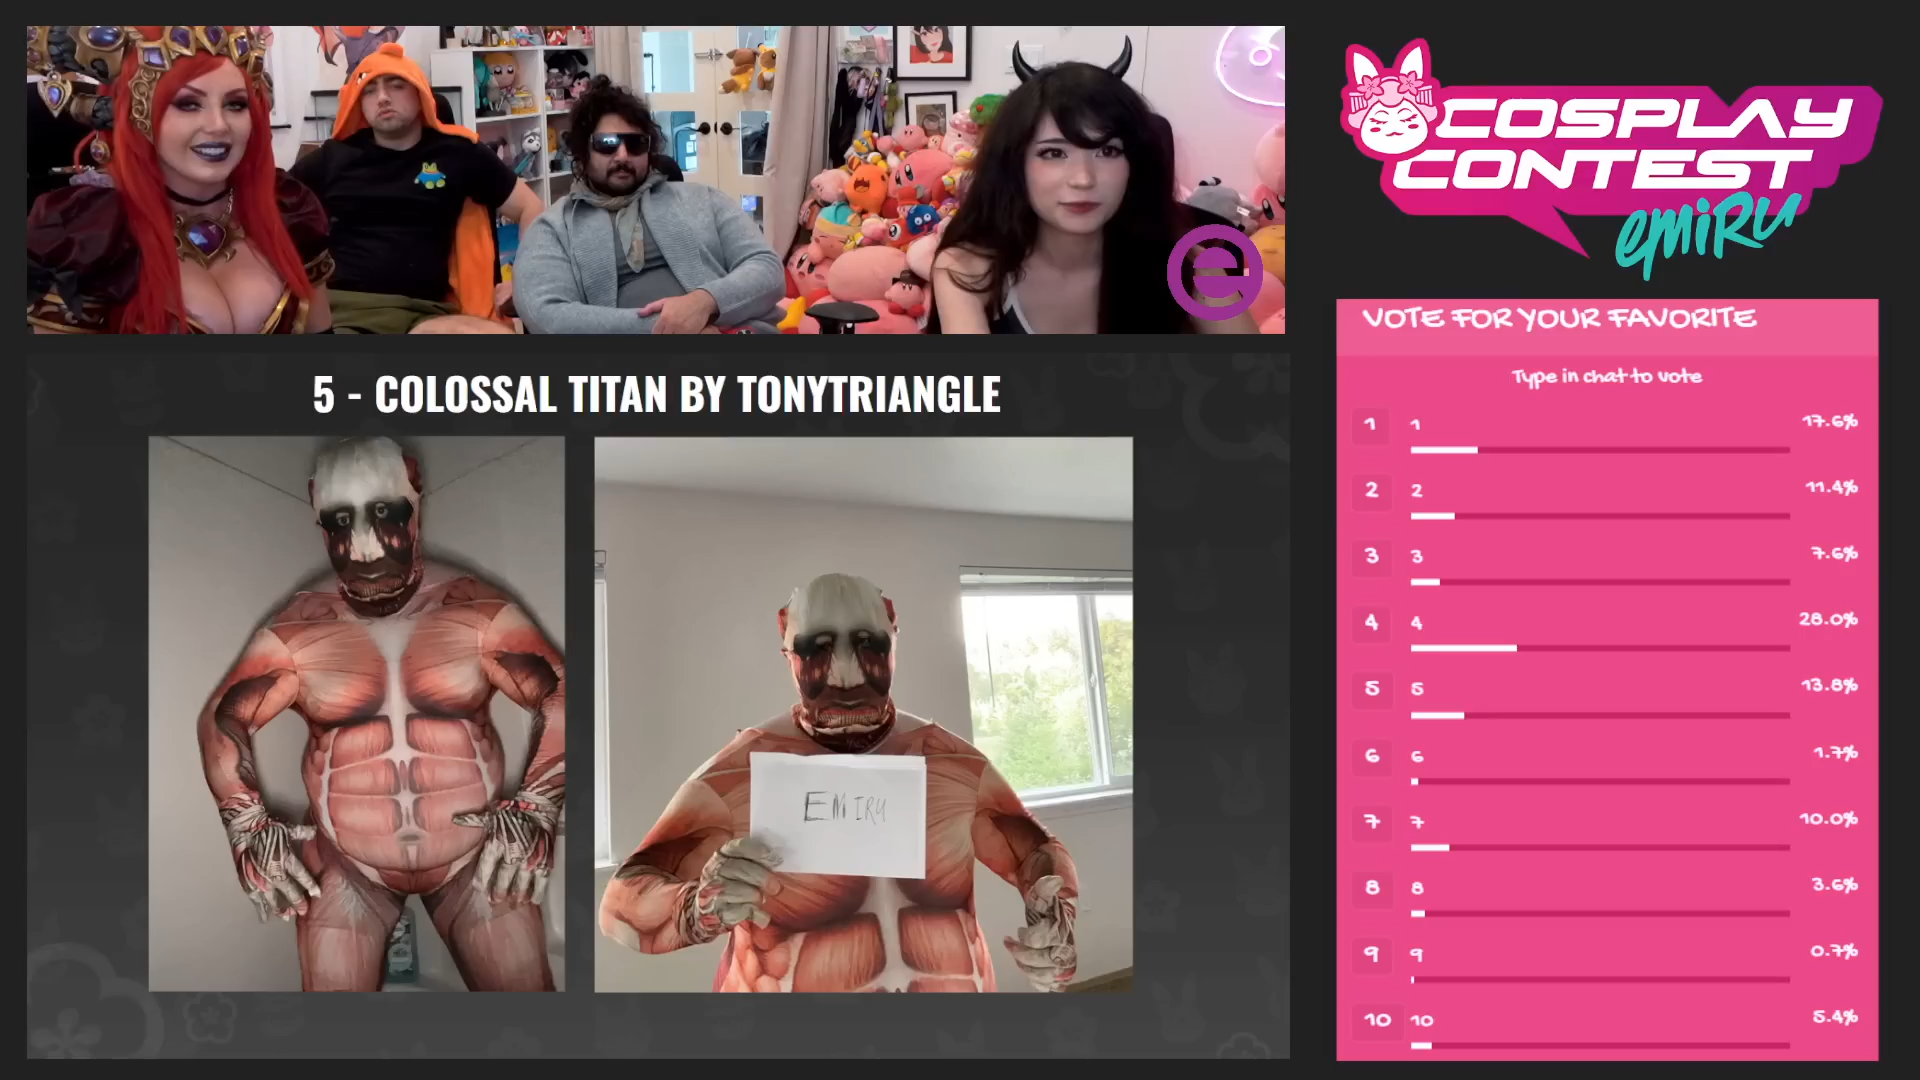 COSPLAY
CONTEST
emiru
e
5 - COLOSSAL TITAN BY TONYTRIANGLE
EMIRU
VOTE FOR YOUR FAVORITE
Type in chat to vote
1 1 17.6%
2 2 11.4%
3 3 7.6%
4 4 28.0%
5 5 13.8%
6 6 1.7%
7 7 10.0%
8 8 3.6%
9 9 0.7%
10 10 5.4%